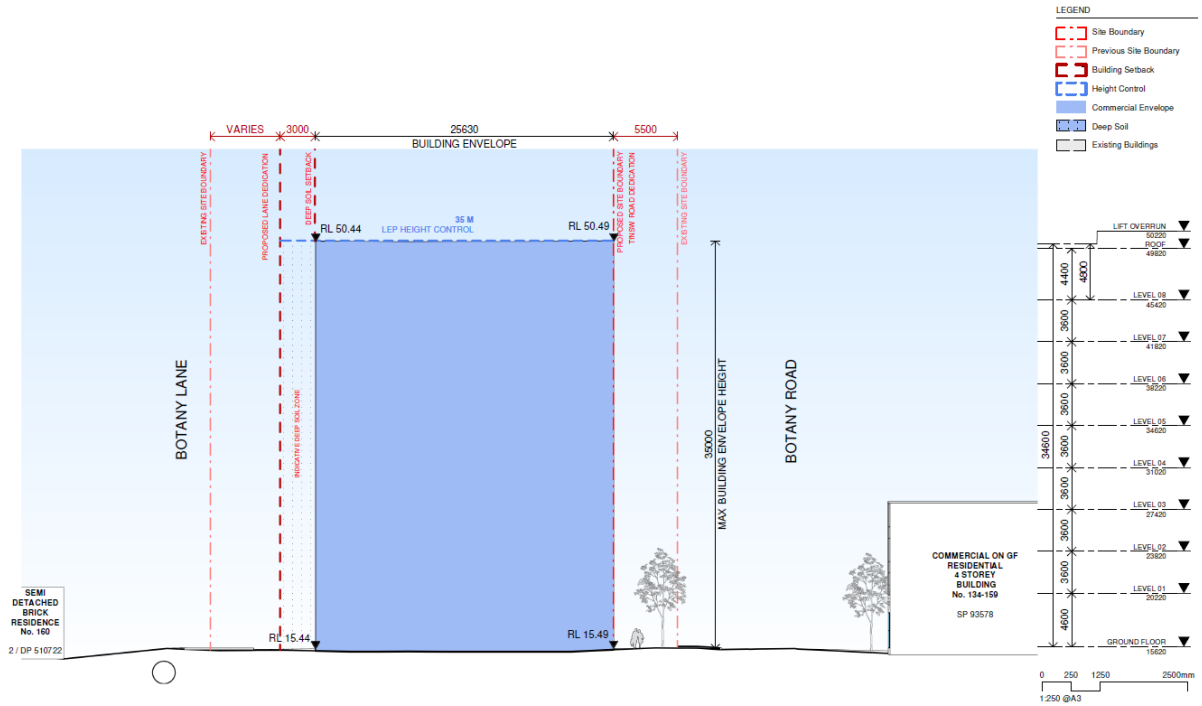 LEGEND
Site Boundary
Previous Site Boundary
Building Setback
Height Control
Commercial Envelope
Deep Soil
Existing Buildings
VARIES
3000
25630
5500
BUILDING ENVELOPE
EXISTING SITE BOUNDARY
PROPOSED LANE DEDICATION
DEEP SOIL SETBACK
PROPOSED SITE BOUNDARY
TfNSW ROAD DEDICATION
EXISTING SITE BOUNDARY
RL 50.44
35 M
LEP HEIGHT CONTROL
RL 50.49
BOTANY LANE
INDICATIVE DEEP SOIL ZONE
35000
MAX BUILDING ENVELOPE HEIGHT
BOTANY ROAD
RL 15.44
RL 15.49
SEMI
DETACHED
BRICK
RESIDENCE
No. 160
2 / DP 510722
COMMERCIAL ON GF
RESIDENTIAL
4 STOREY
BUILDING
No. 134-159
SP 93578
LIFT OVERRUN
50220
ROOF
49820
LEVEL 08
45420
LEVEL 07
41820
LEVEL 06
38220
LEVEL 05
34620
LEVEL 04
31020
LEVEL 03
27420
LEVEL 02
23820
LEVEL 01
20220
GROUND FLOOR
15620
34600
4400
4800
3600
3600
3600
3600
3600
3600
3600
4600
0 250 1250 2500mm
1:250 @A3